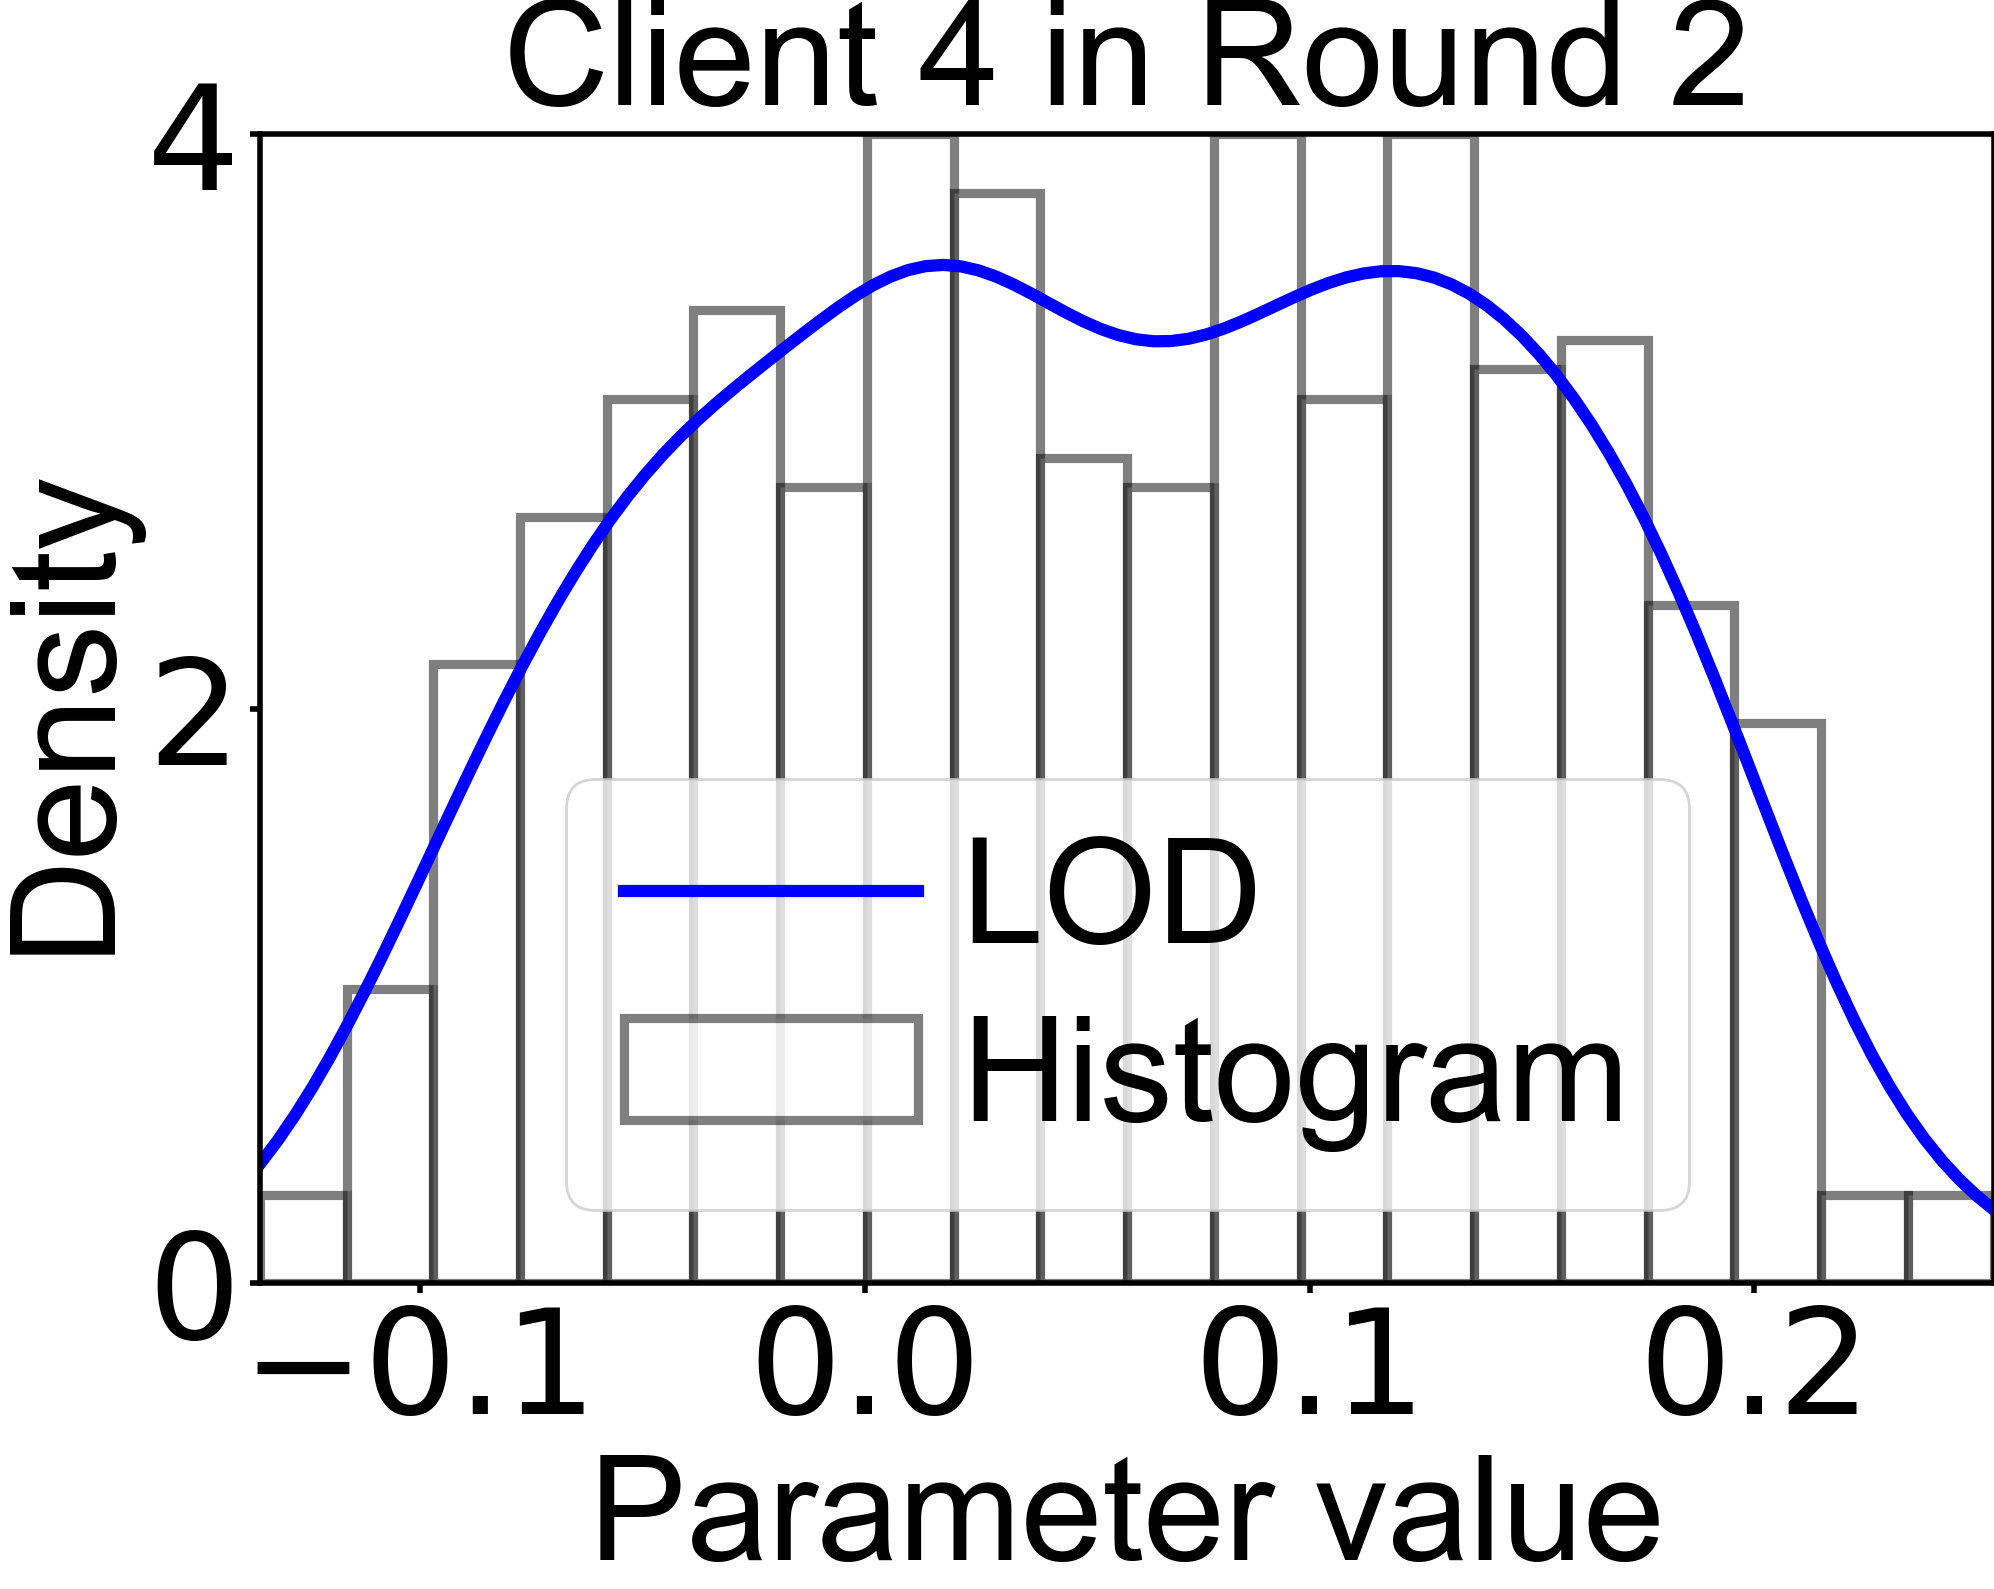 Client 4 in Round 2
4
2
0
Density
LOD
Histogram
−0.1 0.0 0.1 0.2
Parameter value